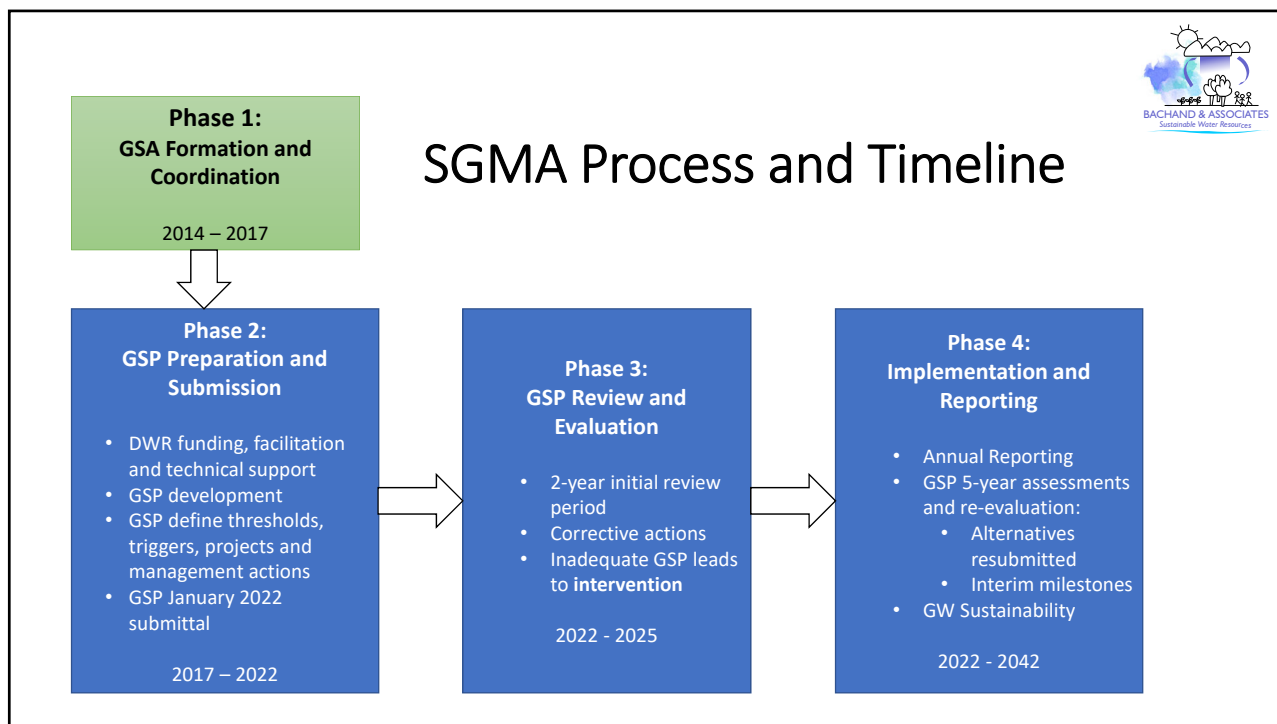 BACHAND & ASSOCIATES
Sustainable Water Resources
SGMA Process and Timeline
Phase 1:
GSA Formation and
Coordination
2014 – 2017
Phase 2:
GSP Preparation and
Submission
• DWR funding, facilitation
and technical support
• GSP development
• GSP define thresholds,
triggers, projects and
management actions
• GSP January 2022
submittal
2017 – 2022
Phase 3:
GSP Review and
Evaluation
• 2-year initial review
period
• Corrective actions
• Inadequate GSP leads
to intervention
2022 - 2025
Phase 4:
Implementation and
Reporting
• Annual Reporting
• GSP 5-year assessments
and re-evaluation:
• Alternatives
resubmitted
• Interim milestones
• GW Sustainability
2022 - 2042